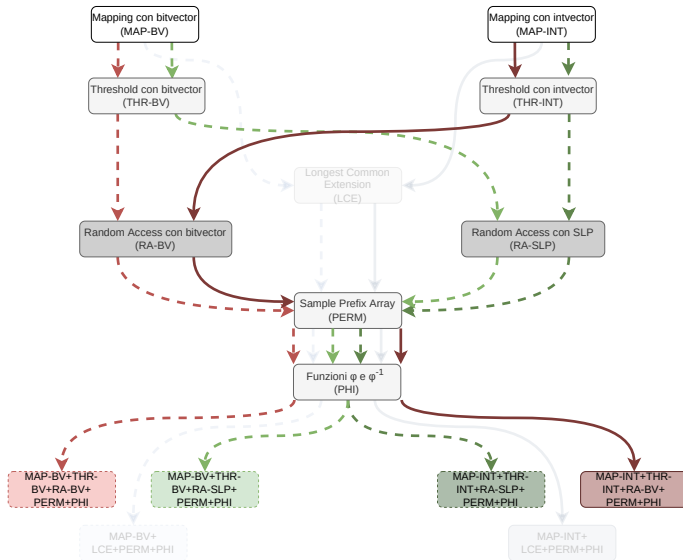 Mapping con bitvector
(MAP-BV)
Mapping con intvector
(MAP-INT)
Threshold con bitvector
(THR-BV)
Threshold con intvector
(THR-INT)
Longest Common
Extension
(LCE)
Random Access con bitvector
(RA-BV)
Random Access con SLP
(RA-SLP)
Sample Prefix Array
(PERM)
Funzioni φ e φ⁻¹
(PHI)
MAP-BV+THR-
BV+RA-BV+
PERM+PHI
MAP-BV+THR-
BV+RA-SLP+
PERM+PHI
MAP-INT+THR-
INT+RA-SLP+
PERM+PHI
MAP-INT+THR-
INT+RA-BV+
PERM+PHI
MAP-BV+
LCE+PERM+PHI
MAP-INT+
LCE+PERM+PHI